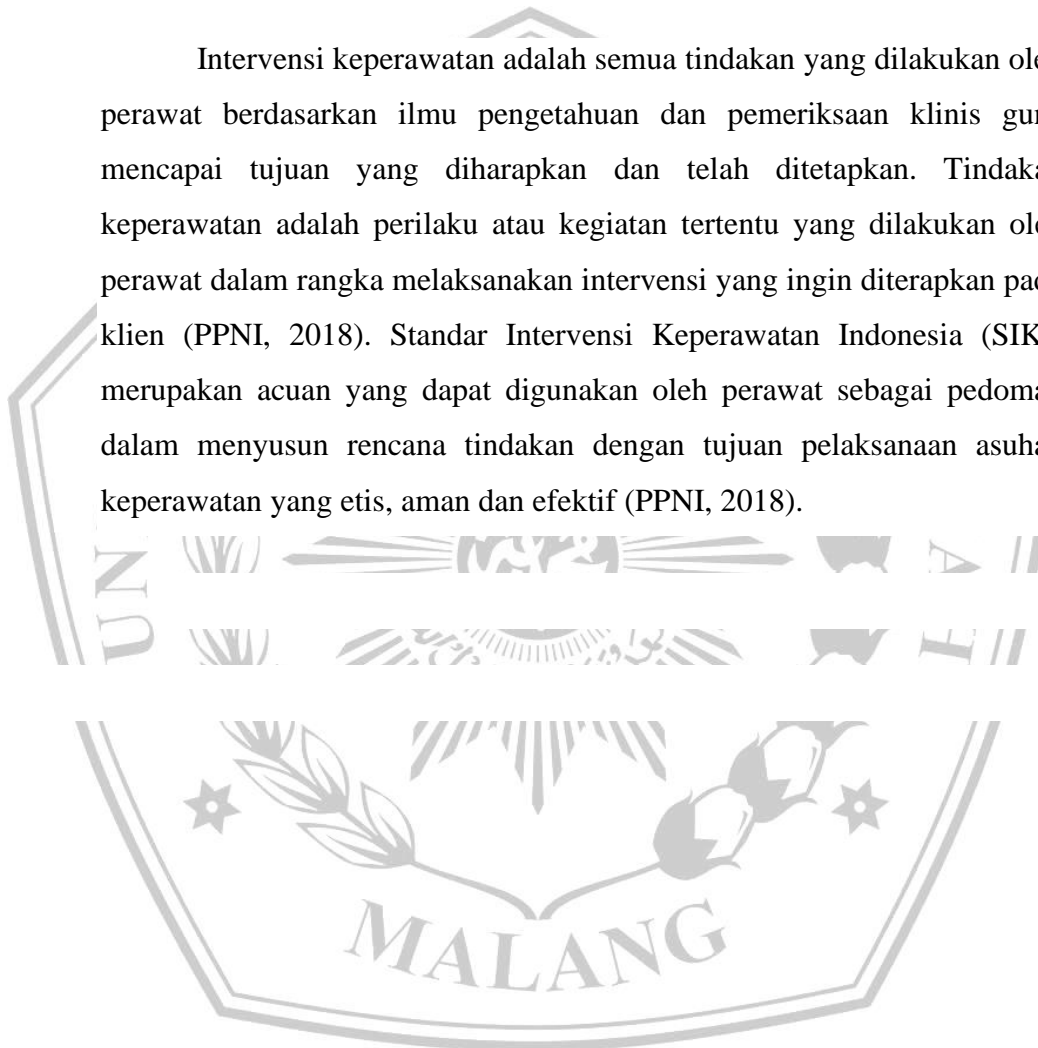 Intervensi keperawatan adalah semua tindakan yang dilakukan ole
perawat berdasarkan ilmu pengetahuan dan pemeriksaan klinis gun
mencapai tujuan yang diharapkan dan telah ditetapkan. Tindaka
keperawatan adalah perilaku atau kegiatan tertentu yang dilakukan ole
perawat dalam rangka melaksanakan intervensi yang ingin diterapkan pad
klien (PPNI, 2018). Standar Intervensi Keperawatan Indonesia (SIK
merupakan acuan yang dapat digunakan oleh perawat sebagai pedoma
dalam menyusun rencana tindakan dengan tujuan pelaksanaan asuha
keperawatan yang etis, aman dan efektif (PPNI, 2018).
UN
MALANG